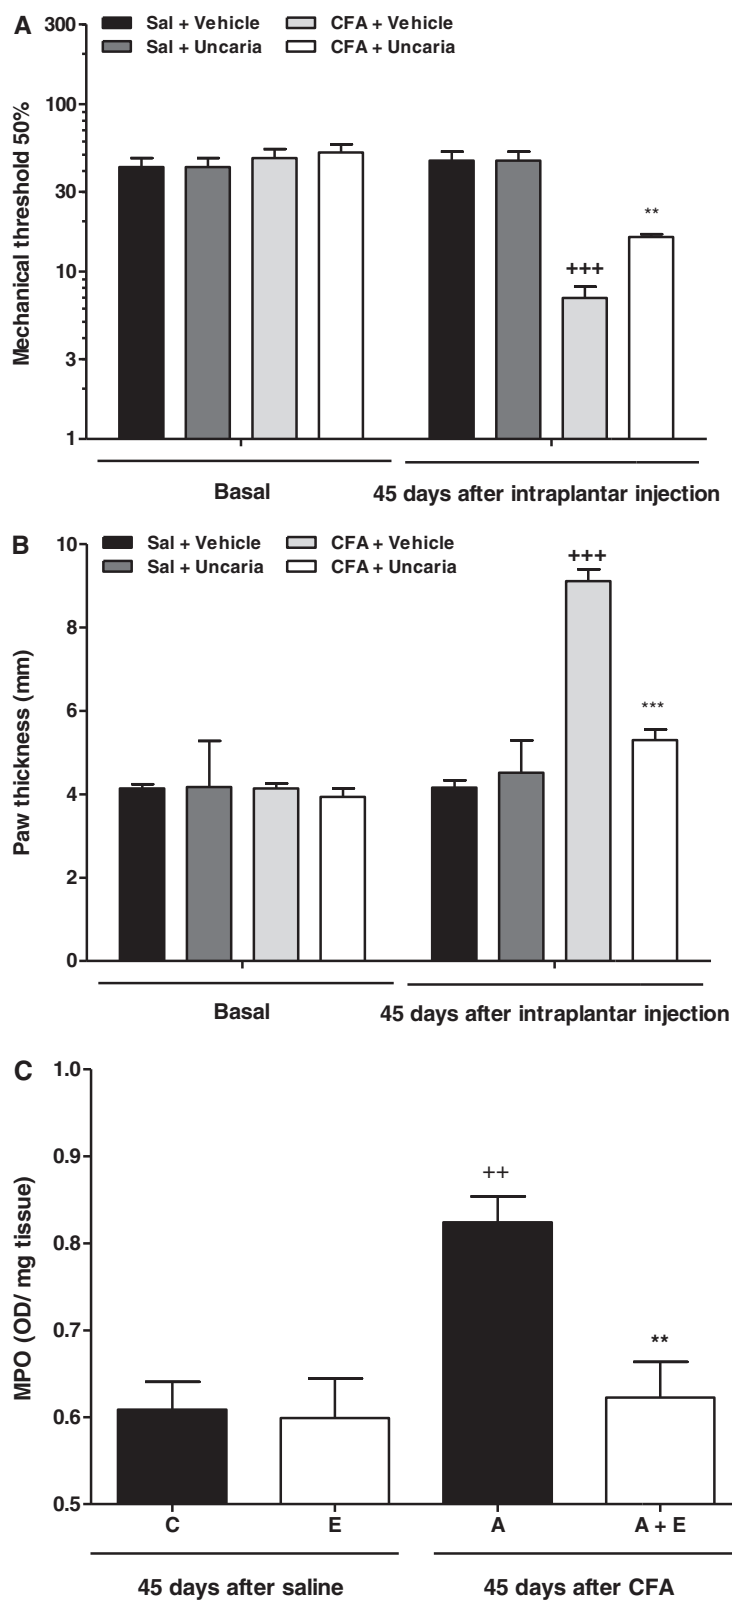 A
Sal + Vehicle CFA + Vehicle
Sal + Uncaria CFA + Uncaria
Mechanical threshold 50%
300
100
30
10
3
1
**
+++
Basal 45 days after intraplantar injection
B
Sal + Vehicle CFA + Vehicle
Sal + Uncaria CFA + Uncaria
Paw thickness (mm)
10
8
6
4
2
0
+++
***
Basal 45 days after intraplantar injection
C
MPO (OD/ mg tissue)
1.0
0.9
0.8
0.7
0.6
0.5
++
**
C E A A + E
45 days after saline 45 days after CFA